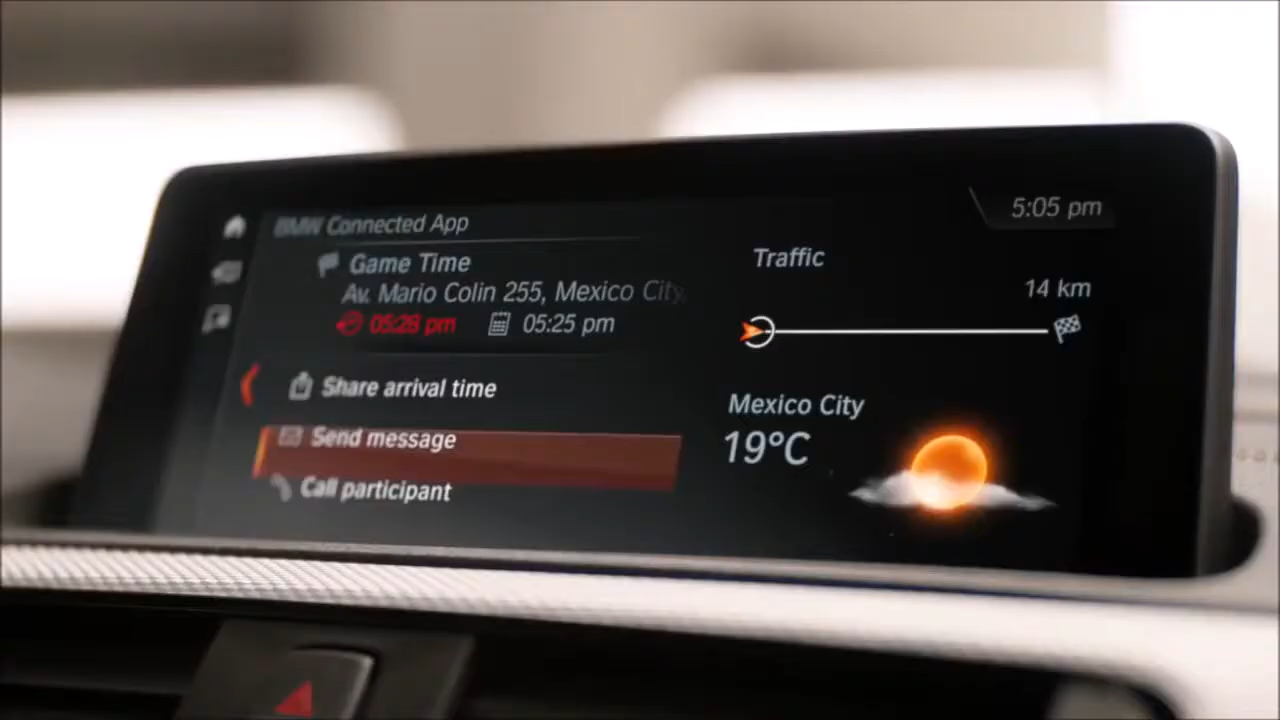 BMW Connected App
5:05 pm
Game Time
Av. Mario Colin 255, Mexico City,
05:28 pm
05:25 pm
Share arrival time
Send message
Call participant
Traffic
14 km
Mexico City
19°C